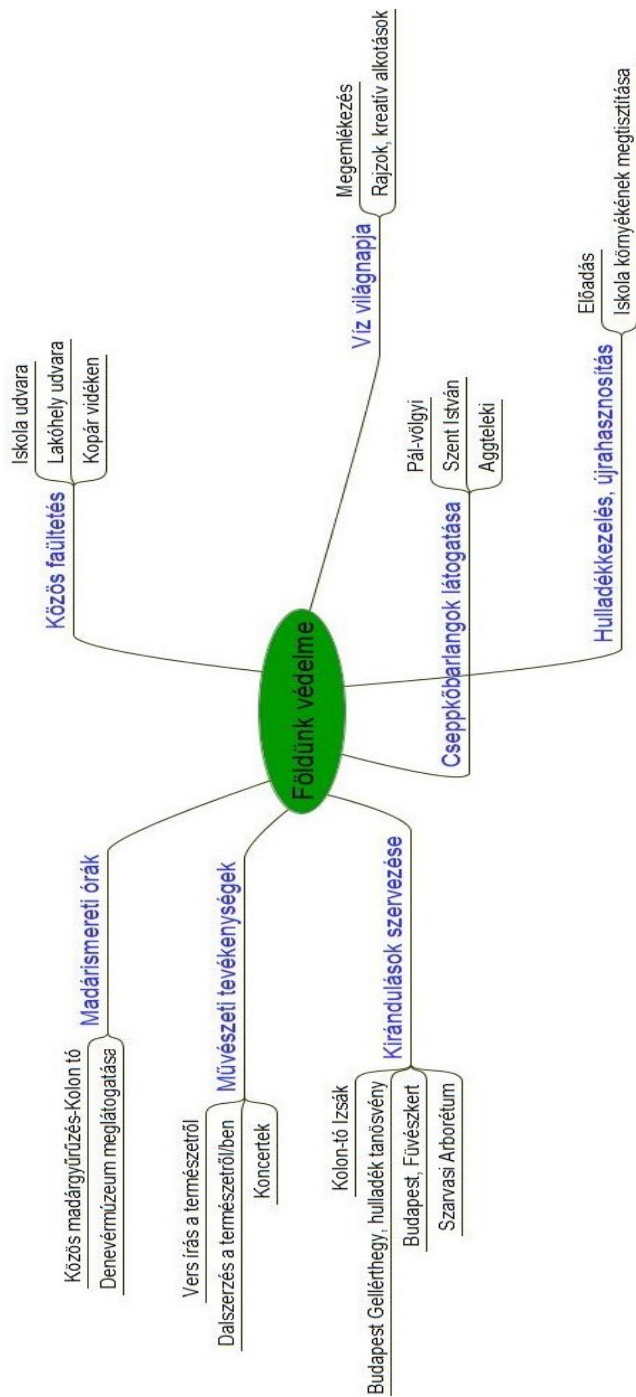 Földünk védelme
Közös faültetés
Iskola udvara
Lakóhely udvara
Kopár vidéken
Víz világnapja
Megemlékezés
Rajzok, kreatív alkotások
Cseppkőbarlangok látogatása
Pál-völgyi
Szent István
Aggteleki
Hulladékkezelés, újrahasznosítás
Előadás
Iskola környékének megtisztítása
Madárismereti órák
Közös madárgyűrűzés-Kolon tó
Denevérmúzeum meglátogatása
Művészeti tevékenységek
Vers írás a természetről
Dalszerzés a természetről/ben
Koncertek
Kirándulások szervezése
Kolon-tó Izsák
Budapest Gellérthegy, hulladék tanösvény
Budapest, Füvészkert
Szarvasi Arborétum